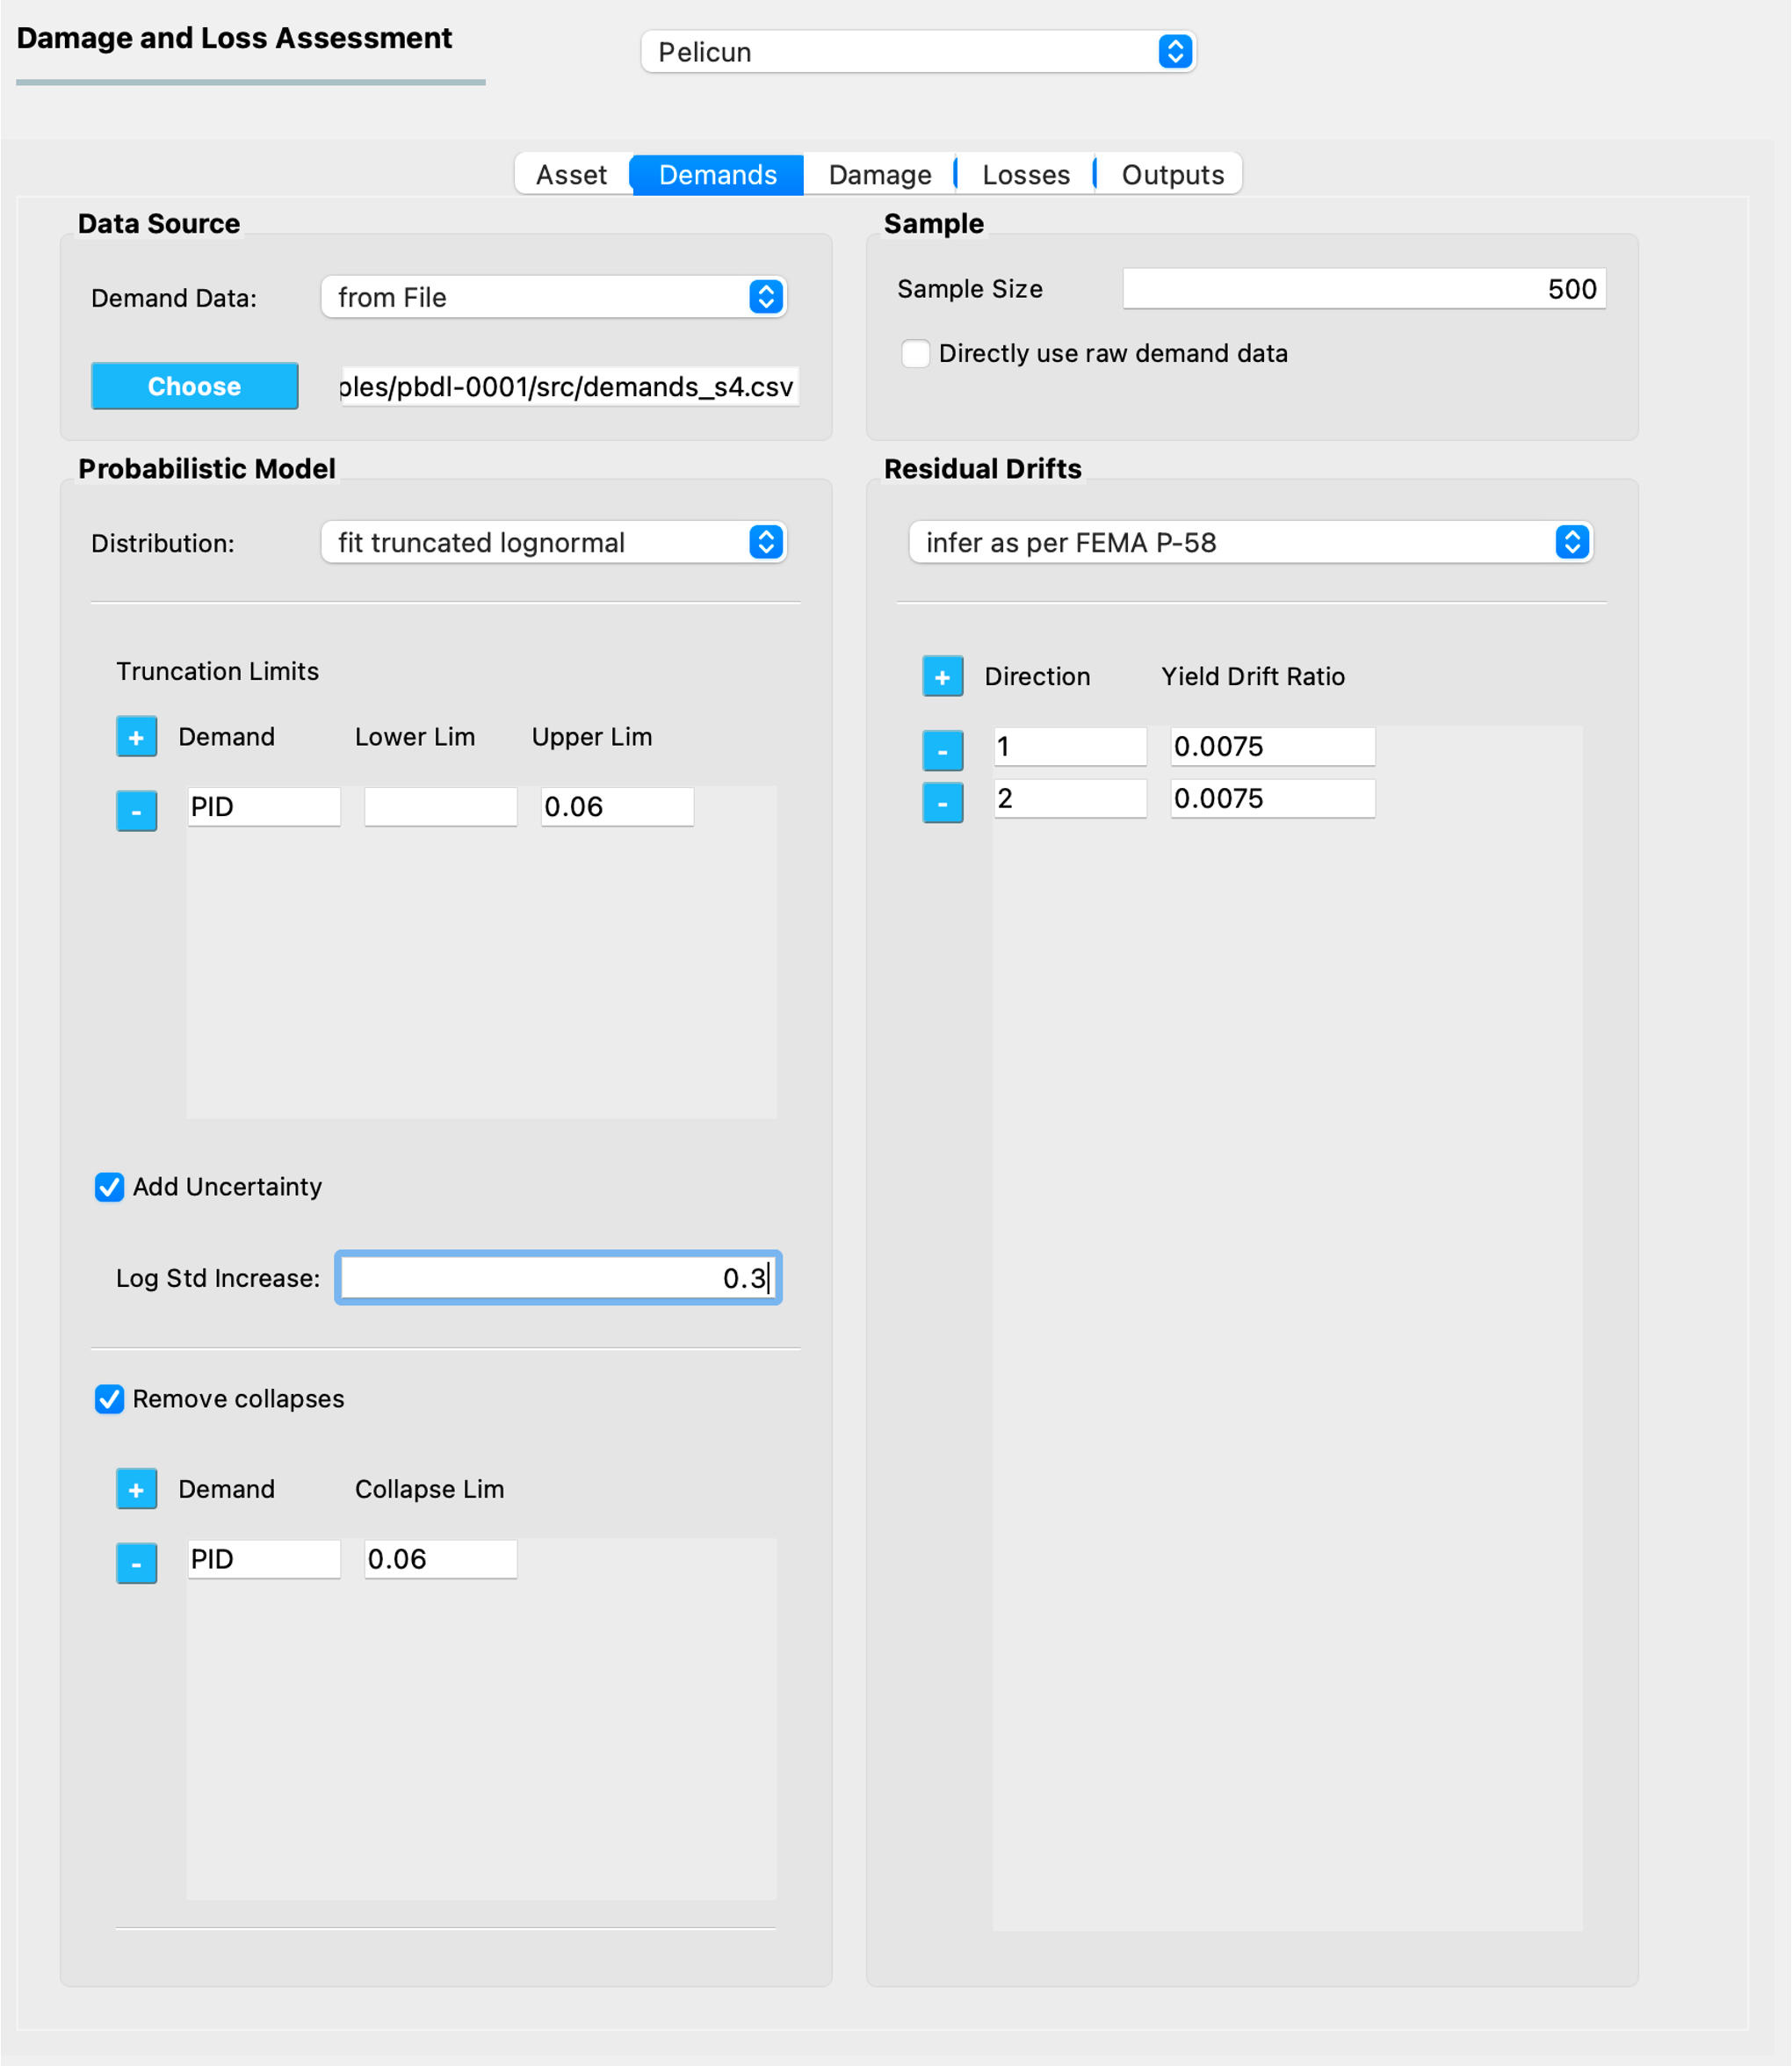 Damage and Loss Assessment
Pelicun
Asset
Demands
Damage
Losses
Outputs
Data Source
Demand Data:
from File
Choose
ples/pbdl-0001/src/demands_s4.csv
Sample
Sample Size
500
Directly use raw demand data
Probabilistic Model
Distribution:
fit truncated lognormal
Truncation Limits
+ Demand Lower Lim Upper Lim
- PID 0.06
Add Uncertainty
Log Std Increase: 0.3
Remove collapses
+ Demand Collapse Lim
- PID 0.06
Residual Drifts
infer as per FEMA P-58
+ Direction Yield Drift Ratio
- 1 0.0075
- 2 0.0075